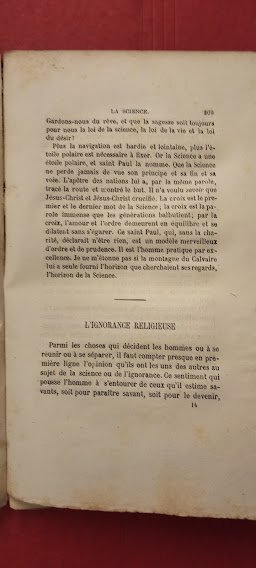 LA SCIENCE. 209
Gardons-nous du rêve, et que la sagesse soit toujours
pour nous la loi de la science, la loi de la vie et la loi
du désir!
Plus la navigation est hardie et lointaine, plus l'é-
toile polaire est nécessaire à fixer. Or la Science a une
étoile polaire, et saint Paul la nomme. Que la Science
ne perde jamais de vue son principe et sa fin et sa
voie. L'apôtre des nations lui a, par la même parole,
tracé la route et montré le but. Il n'a voulu savoir que
Jésus-Christ et Jésus-Christ crucifié. La croix est le pre-
mier et le dernier mot de la Science; la croix est la pa-
role immense que les générations balbutient; par la
croix, l'amour et l'ordre demeurent en équilibre et se
dilatent sans s'égarer. Ce saint Paul, qui, sans la cha-
rité, déclarait n'être rien, est un modèle merveilleux
d'ordre et de prudence. Il est l'homme pratique par ex-
cellence. Je ne m'étonne pas si la montagne du Calvaire
lui a seule fourni l'horizon que cherchaient ses regards,
l'horizon de la Science.
L'IGNORANCE RELIGIEUSE
Parmi les choses qui décident les hommes ou à se
réunir ou à se séparer, il faut compter presque en pre-
mière ligne l'opinion qu'ils ont les uns des autres au
sujet de la science ou de l'ignorance. Ce sentiment qui
pousse l'homme à s'entourer de ceux qu'il estime sa-
vants, soit pour paraître savant, soit pour le devenir,
14